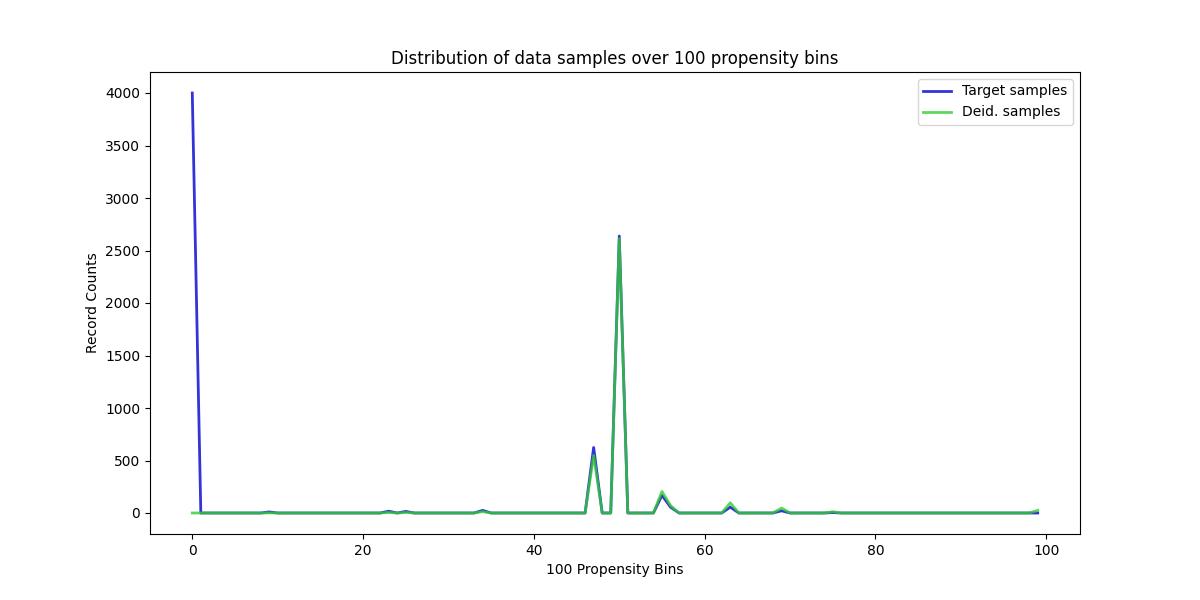 Distribution of data samples over 100 propensity bins
Target samples
Deid. samples
4000
3500
3000
2500
2000
1500
1000
500
0
Record Counts
0 20 40 60 80 100
100 Propensity Bins